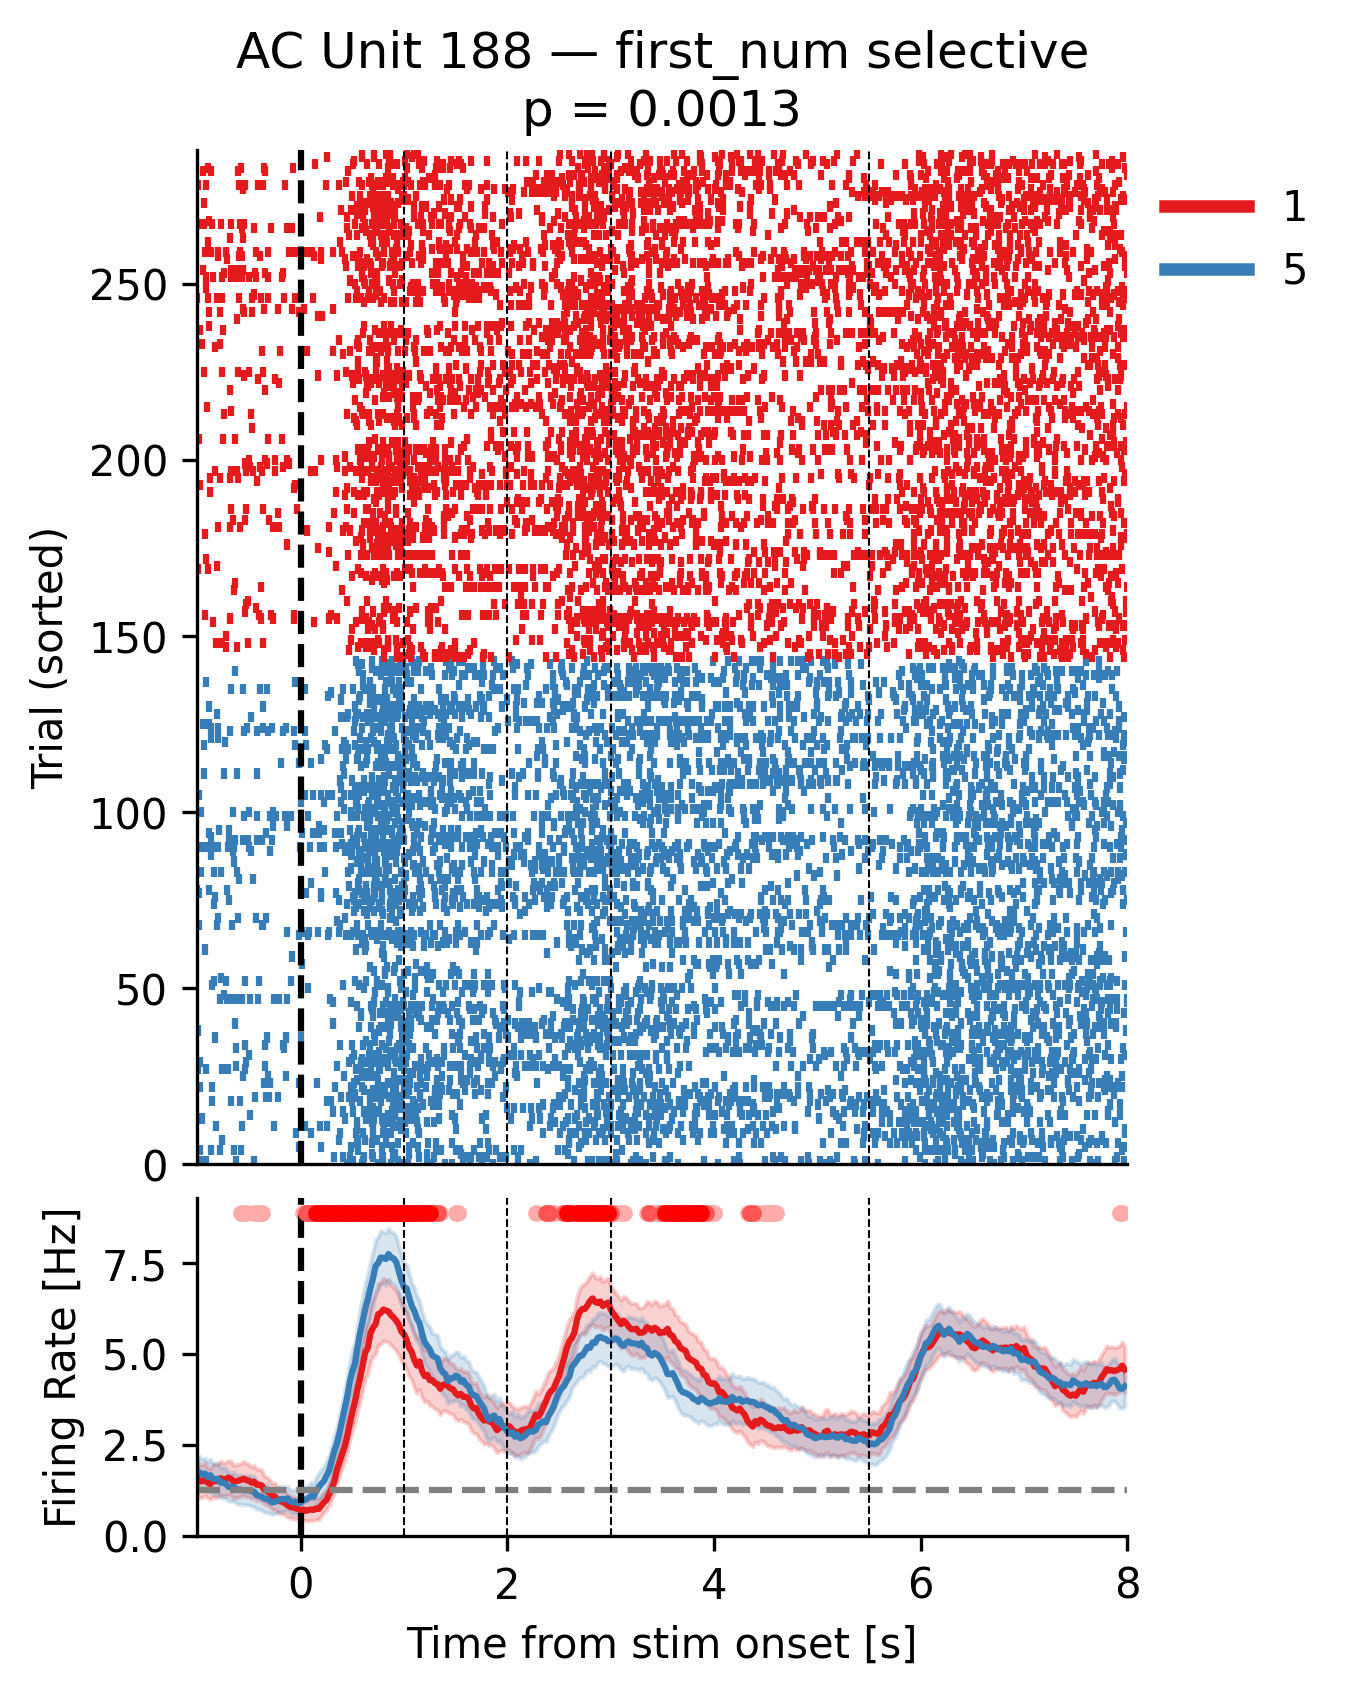 AC Unit 188 — first_num selective
p = 0.0013
1
5
Trial (sorted)
250
200
150
100
50
0
Firing Rate [Hz]
7.5
5.0
2.5
0.0
0 2 4 6 8
Time from stim onset [s]